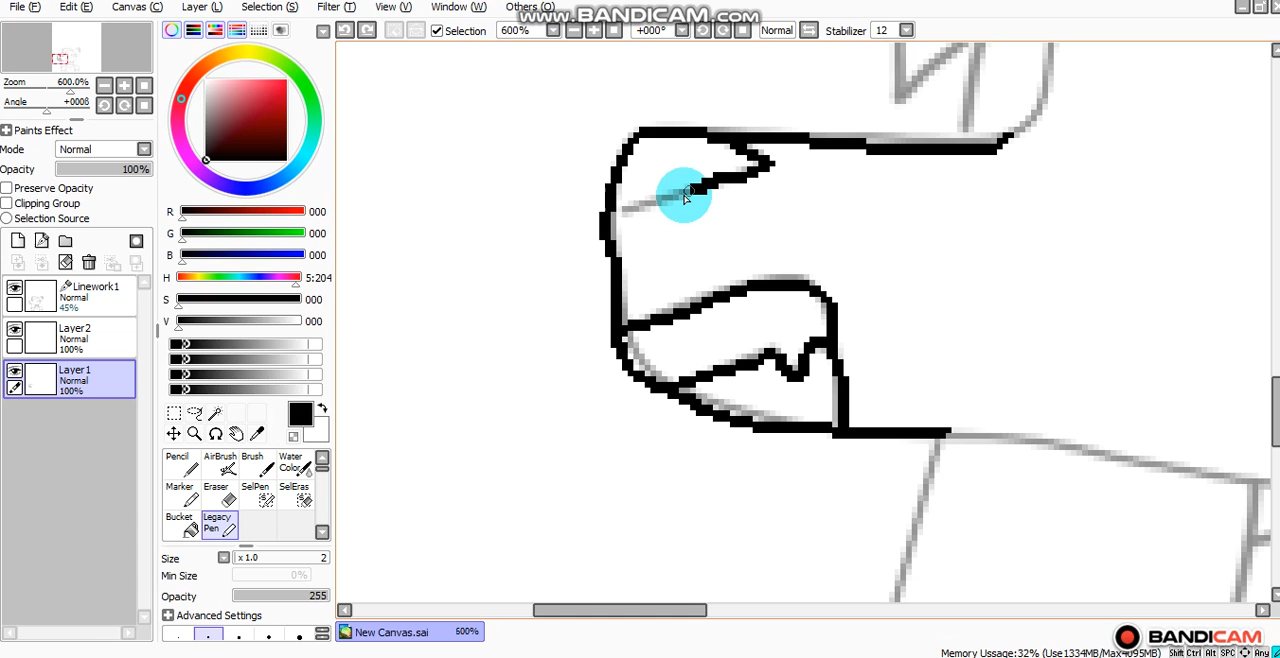 File (F) Edit (E) Canvas (C) Layer (L) Selection (S) Filter (T) View (V) Window (W) Others (O)
www.BANDICAM.com
Selection 600% +000° Normal Stabilizer 12
Zoom 600.0%
Angle +000ß
Paints Effect
Mode Normal
Opacity 100%
Preserve Opacity
Clipping Group
Selection Source
Linework1
Normal
45%
Layer2
Normal
100%
Layer1
Normal
100%
R 000
G 000
B 000
H 5:204
S 000
V 000
Pencil AirBrush Brush Water Color
Marker Eraser SelPen SelEras
Bucket Legacy Pen
Size x 1.0 2
Min Size 0%
Opacity 255
Advanced Settings
New Canvas.sai 600%
BANDICAM
Memory Usage:32% (Use1334MB/Max4095MB) Shift Ctrl Alt SPC Any